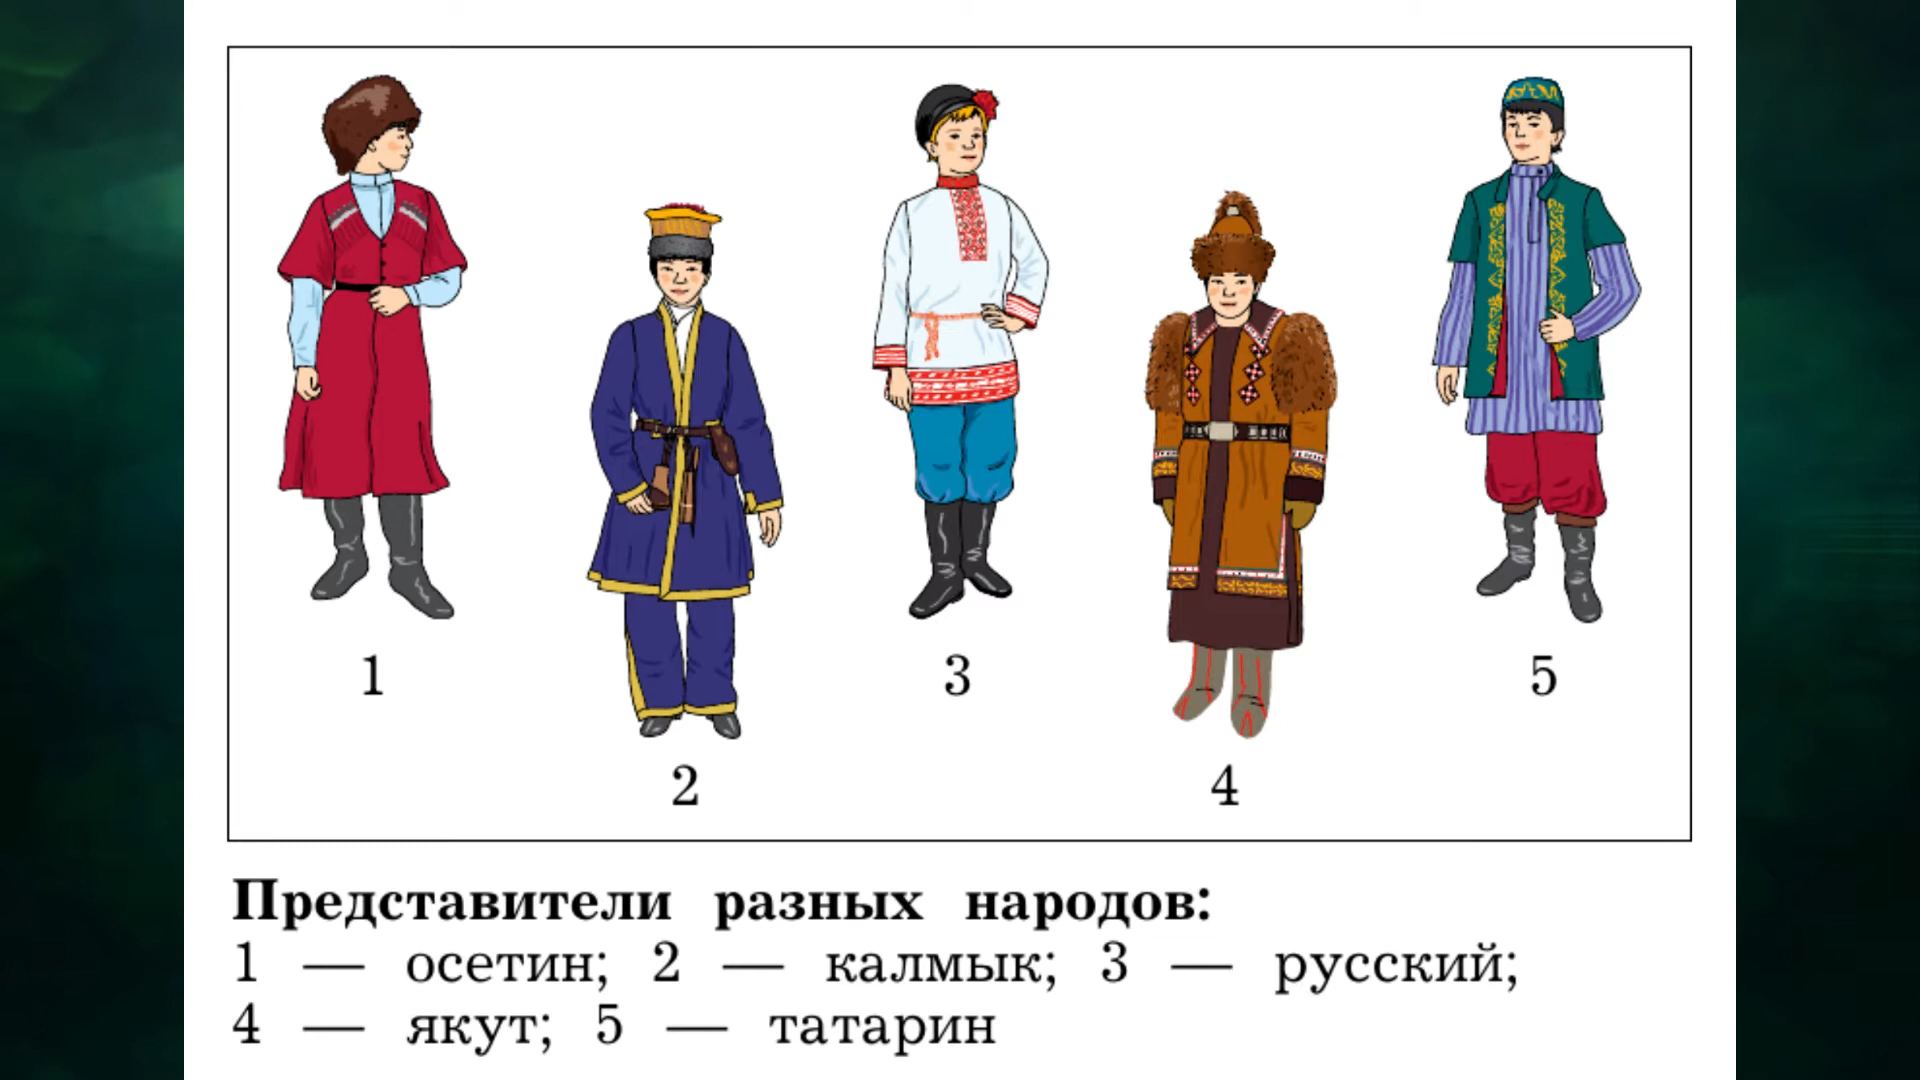 1
2
3
4
5
Представители разных народов:
1 — осетин; 2 — калмык; 3 — русский;
4 — якут; 5 — татарин